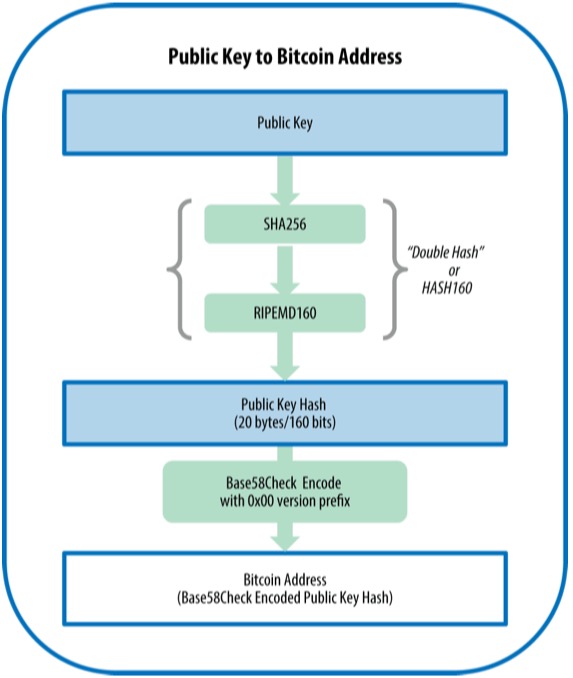 Public Key to Bitcoin Address
Public Key
SHA256
"Double Hash"
or
HASH160
RIPEMD160
Public Key Hash
(20 bytes/160 bits)
Base58Check Encode
with 0x00 version prefix
Bitcoin Address
(Base58Check Encoded Public Key Hash)